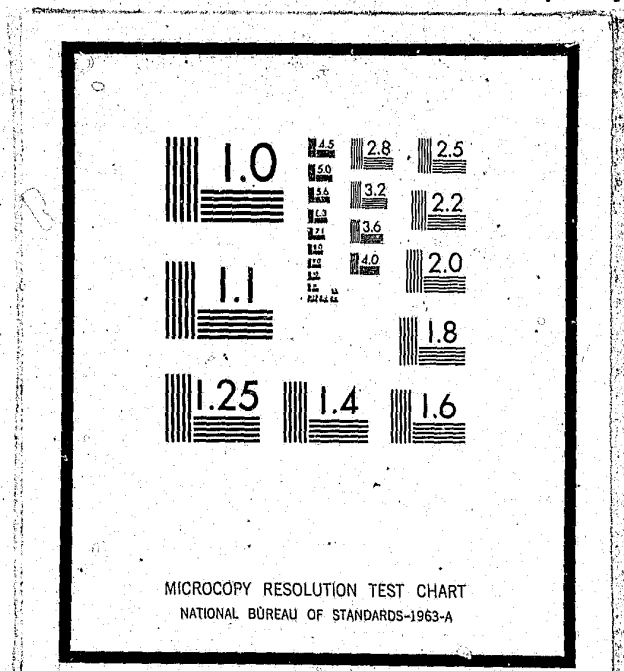 1.0
4.5 2.8 2.5
5.0
5.6 3.2 2.2
3.6
4.0
1.1 2.0
1.8
1.25 1.4 1.6
MICROCOPY RESOLUTION TEST CHART
NATIONAL BUREAU OF STANDARDS-1963-A